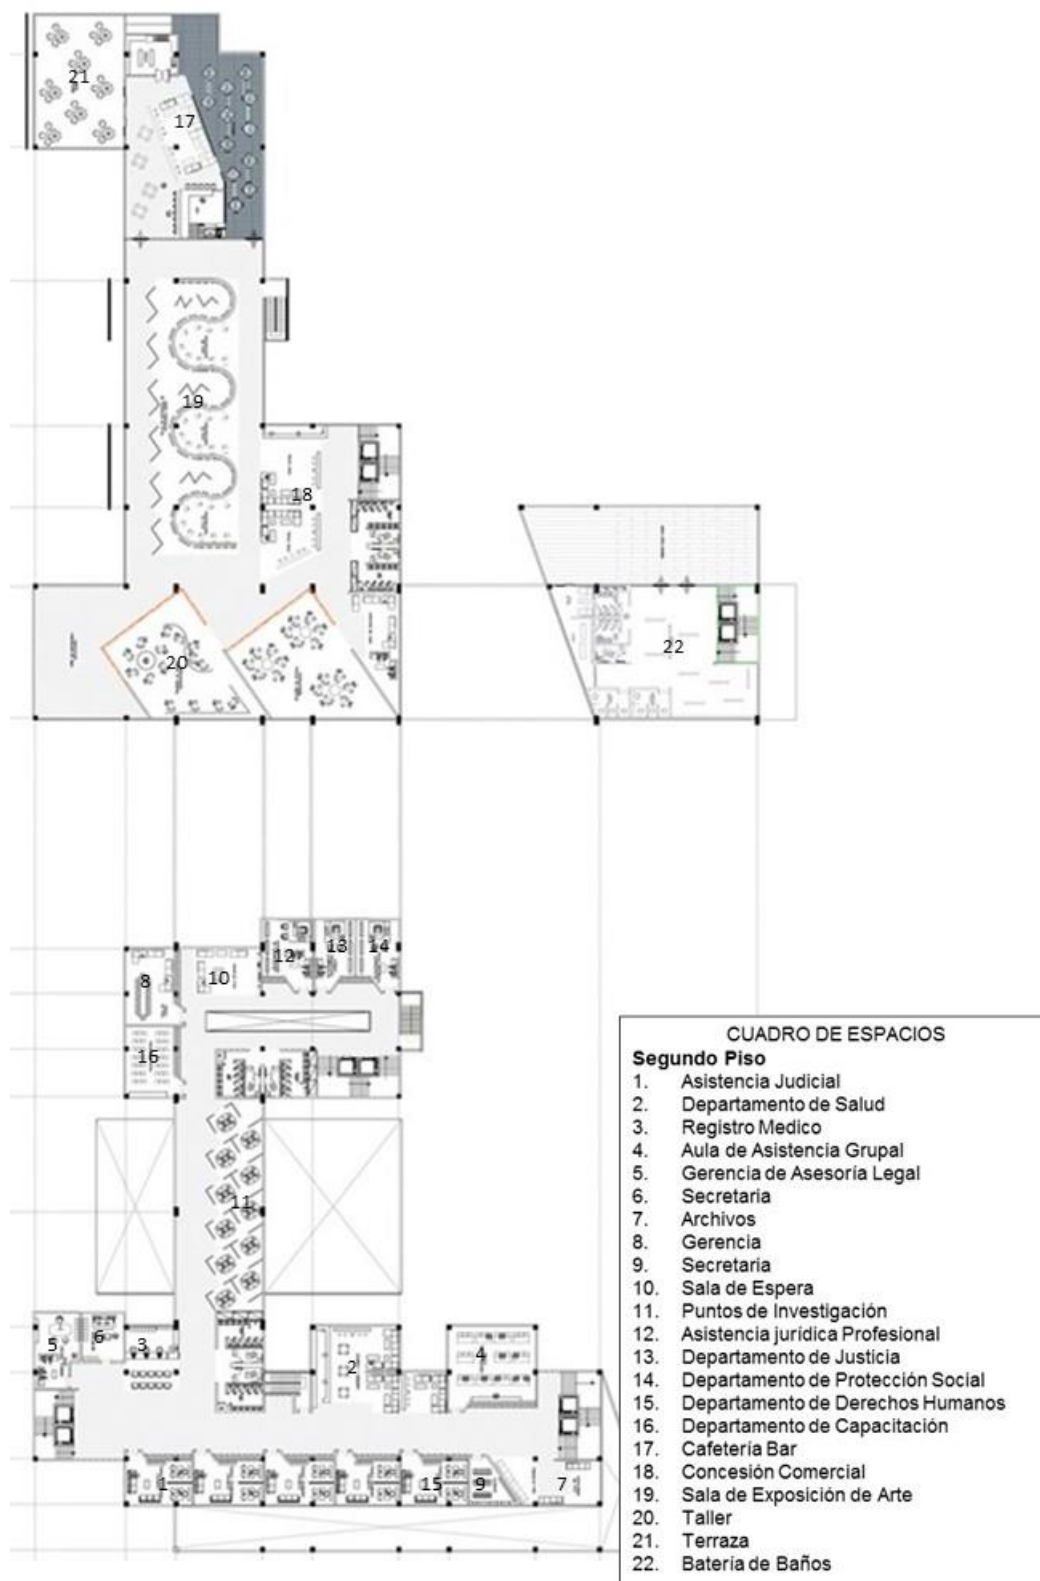 21
17
19
18
20
22
12
13
14
8
10
16
11
5
6
3
2
4
1
15
9
7
CUADRO DE ESPACIOS
Segundo Piso
1. Asistencia Judicial
2. Departamento de Salud
3. Registro Medico
4. Aula de Asistencia Grupal
5. Gerencia de Asesoría Legal
6. Secretaria
7. Archivos
8. Gerencia
9. Secretaria
10. Sala de Espera
11. Puntos de Investigación
12. Asistencia jurídica Profesional
13. Departamento de Justicia
14. Departamento de Protección Social
15. Departamento de Derechos Humanos
16. Departamento de Capacitación
17. Cafetería Bar
18. Concesión Comercial
19. Sala de Exposición de Arte
20. Taller
21. Terraza
22. Batería de Baños